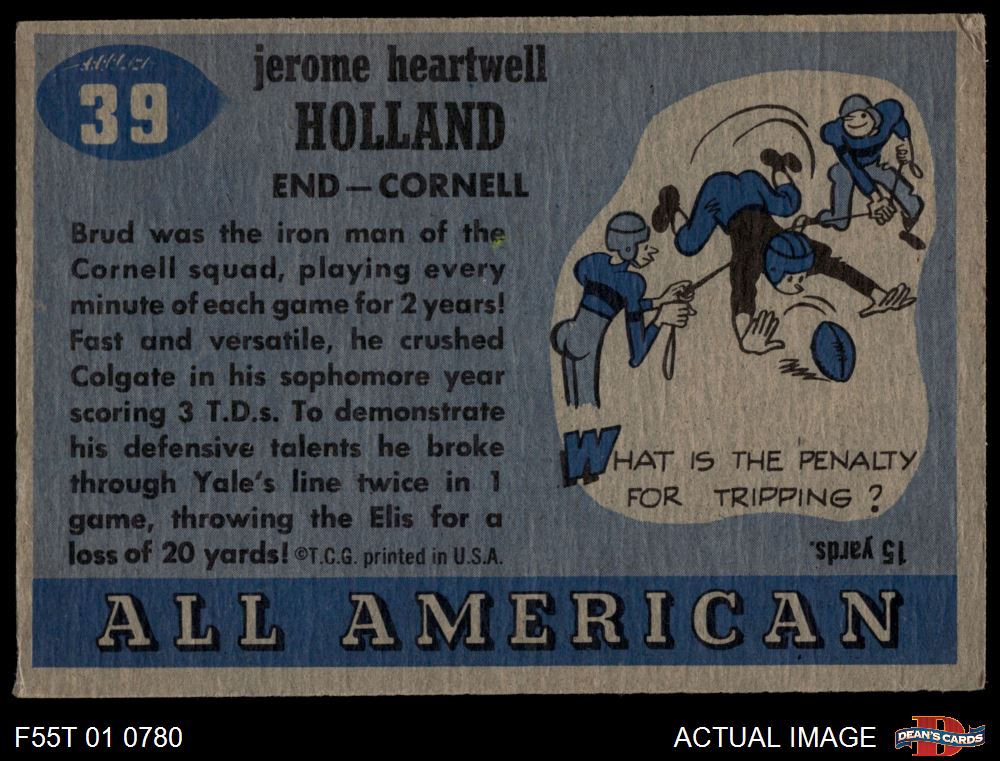 39
jerome heartwell
HOLLAND
END—CORNELL
Brud was the iron man of the
Cornell squad, playing every
minute of each game for 2 years!
Fast and versatile, he crushed
Colgate in his sophomore year
scoring 3 T.D.s. To demonstrate
his defensive talents he broke
through Yale's line twice in 1
game, throwing the Elis for a
loss of 20 yards! ©T.C.G. printed in U.S.A.
WHAT IS THE PENALTY
FOR TRIPPING?
15 yards.
ALL AMERICAN
F55T 01 0780
ACTUAL IMAGE
D
DEAN'S CARDS